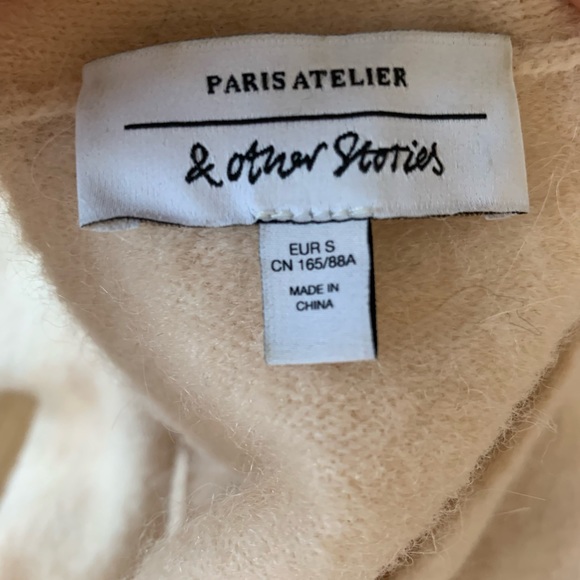 PARIS ATELIER
& other Stories
EUR S
CN 165/88A
MADE IN
CHINA